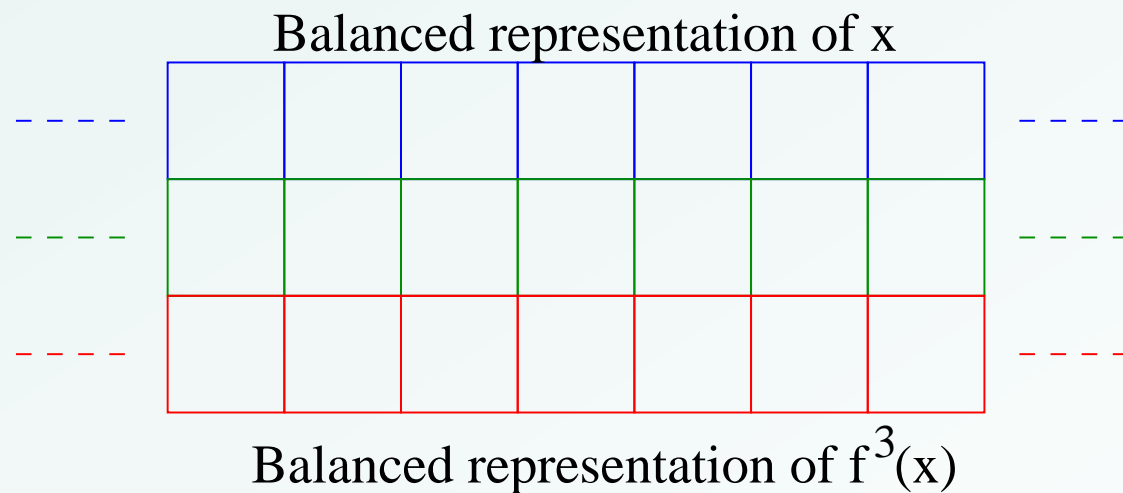 Balanced representation of x
Balanced representation of f³(x)